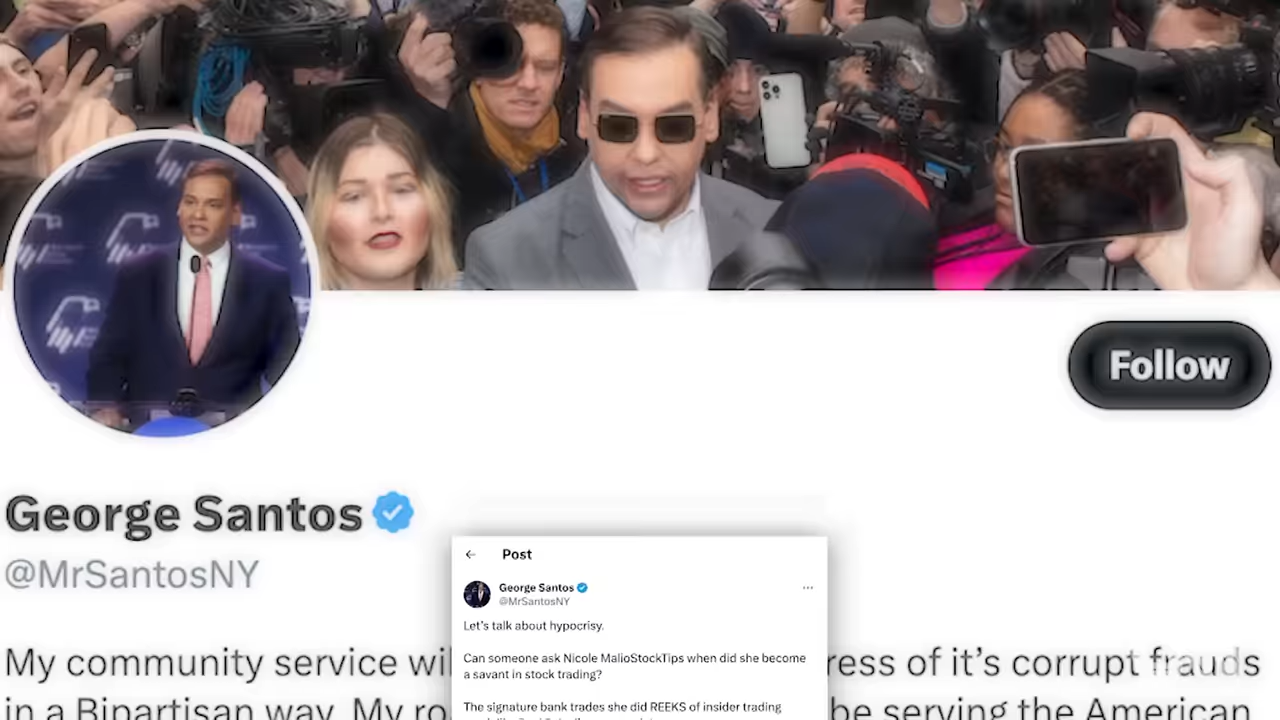 Follow
George Santos
@MrSantosNY
My community service wil
ress of it’s corrupt frauds
in a Bipartisan way. My ro
be serving the American
Post
George Santos
@MrSantosNY
Let’s talk about hypocrisy.
Can someone ask Nicole MalioStockTips when did she become
a savant in stock trading?
The signature bank trades she did REEKS of insider trading